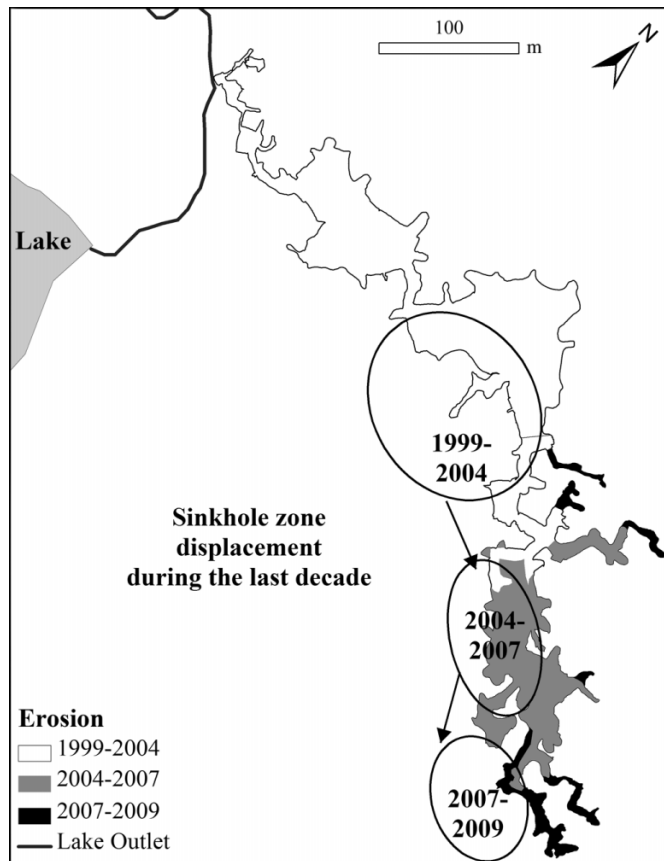 100
m
N
Lake
1999-
2004
Sinkhole zone
displacement
during the last decade
2004-
2007
2007-
2009
Erosion
1999-2004
2004-2007
2007-2009
Lake Outlet